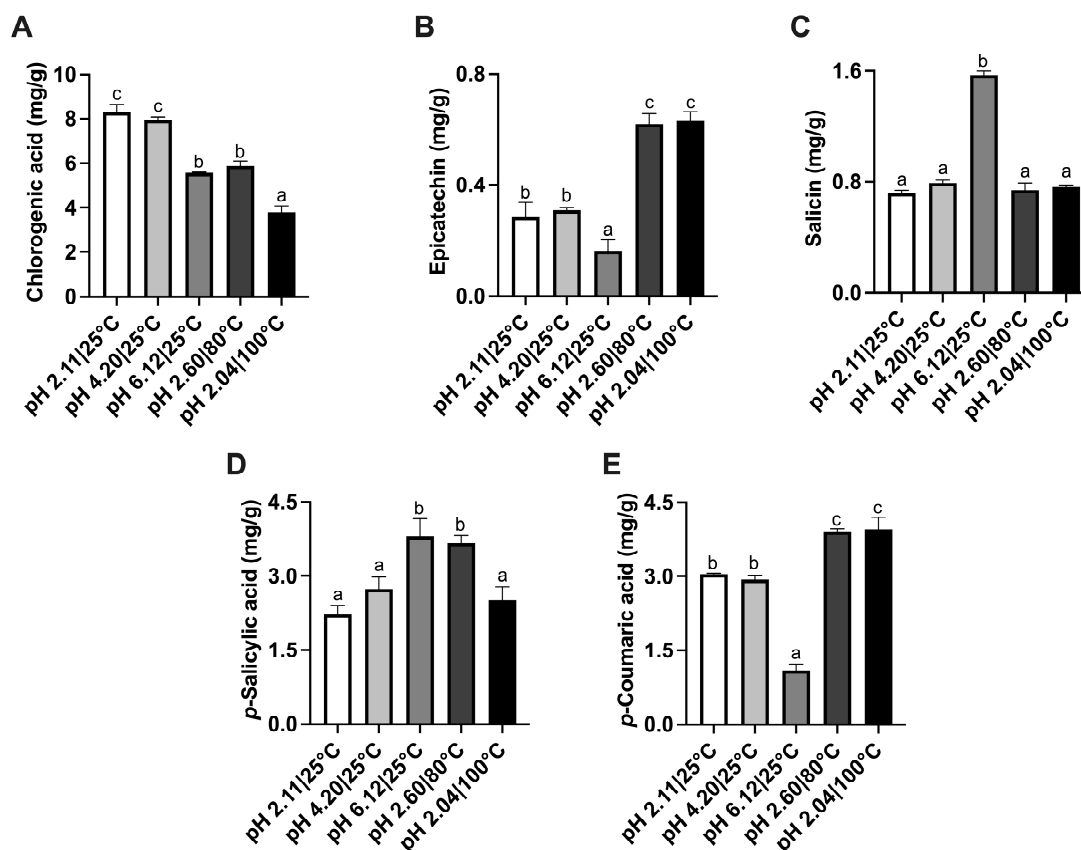 A
Chlorogenic acid (mg/g)
10
8
6
4
2
0
c
c
b
b
a
pH 2.11|25°C
pH 4.20|25°C
pH 6.12|25°C
pH 2.60|80°C
pH 2.04|100°C
B
Epicatechin (mg/g)
0.8
0.4
0.0
b
b
a
c
c
pH 2.11|25°C
pH 4.20|25°C
pH 6.12|25°C
pH 2.60|80°C
pH 2.04|100°C
C
Salicin (mg/g)
1.6
0.8
0.0
a
a
b
a
a
pH 2.11|25°C
pH 4.20|25°C
pH 6.12|25°C
pH 2.60|80°C
pH 2.04|100°C
D
p-Salicylic acid (mg/g)
4.5
3.0
1.5
0.0
a
a
b
b
a
pH 2.11|25°C
pH 4.20|25°C
pH 6.12|25°C
pH 2.60|80°C
pH 2.04|100°C
E
p-Coumaric acid (mg/g)
4.5
3.0
1.5
0.0
b
b
a
c
c
pH 2.11|25°C
pH 4.20|25°C
pH 6.12|25°C
pH 2.60|80°C
pH 2.04|100°C